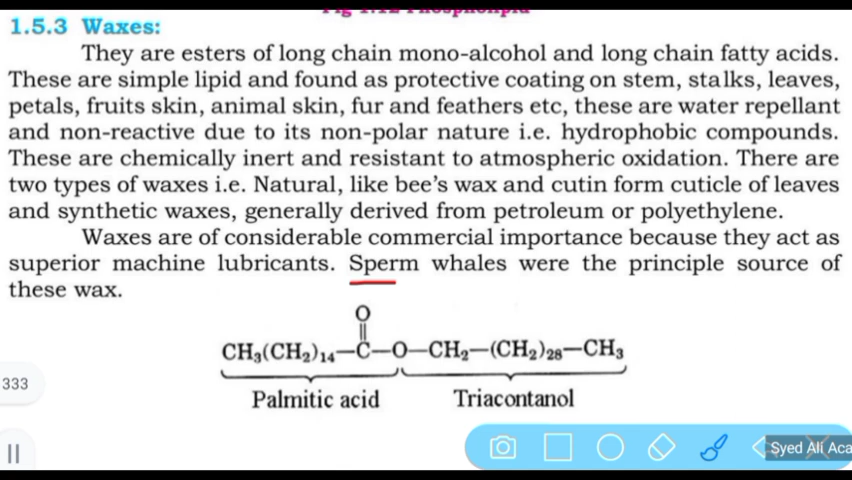 Fig 1.12 Phospholipid
1.5.3 Waxes:
They are esters of long chain mono-alcohol and long chain fatty acids.
These are simple lipid and found as protective coating on stem, stalks, leaves,
petals, fruits skin, animal skin, fur and feathers etc, these are water repellant
and non-reactive due to its non-polar nature i.e. hydrophobic compounds.
These are chemically inert and resistant to atmospheric oxidation. There are
two types of waxes i.e. Natural, like bee's wax and cutin form cuticle of leaves
and synthetic waxes, generally derived from petroleum or polyethylene.
Waxes are of considerable commercial importance because they act as
superior machine lubricants. Sperm whales were the principle source of
these wax.
O
CH₃(CH₂)₁₄—C—O—CH₂—(CH₂)₂₈—CH₃
333
Palmitic acid Triacontanol
Syed Ali Aca